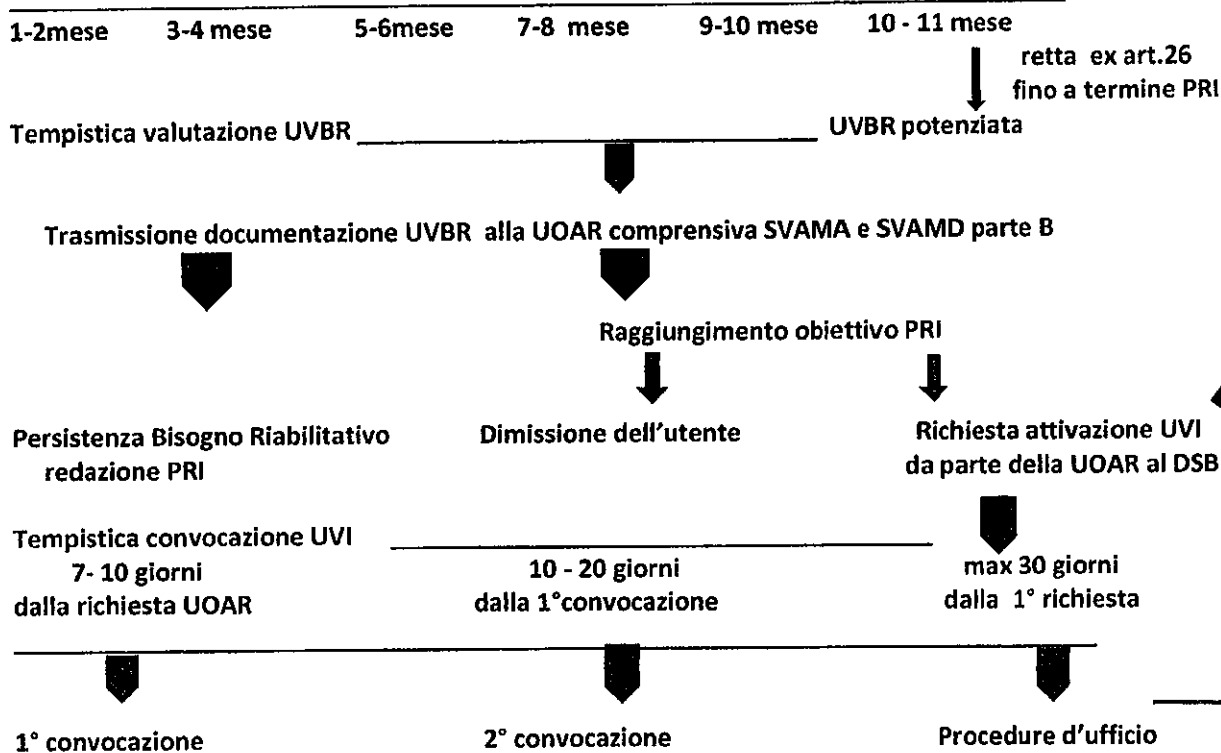 1-2mese 3-4 mese 5-6mese 7-8 mese 9-10 mese 10 - 11 mese
retta ex art.26
fino a termine PRI
Tempistica valutazione UVBR UVBR potenziata
Trasmissione documentazione UVBR alla UOAR comprensiva SVAMA e SVAMD parte B
Raggiungimento obiettivo PRI
Persistenza Bisogno Riabilitativo
redazione PRI
Dimissione dell'utente
Richiesta attivazione UVI
da parte della UOAR al DSB
Tempistica convocazione UVI
7- 10 giorni
dalla richiesta UOAR
10 - 20 giorni
dalla 1°convocazione
max 30 giorni
dalla 1° richiesta
1° convocazione 2° convocazione Procedure d'ufficio